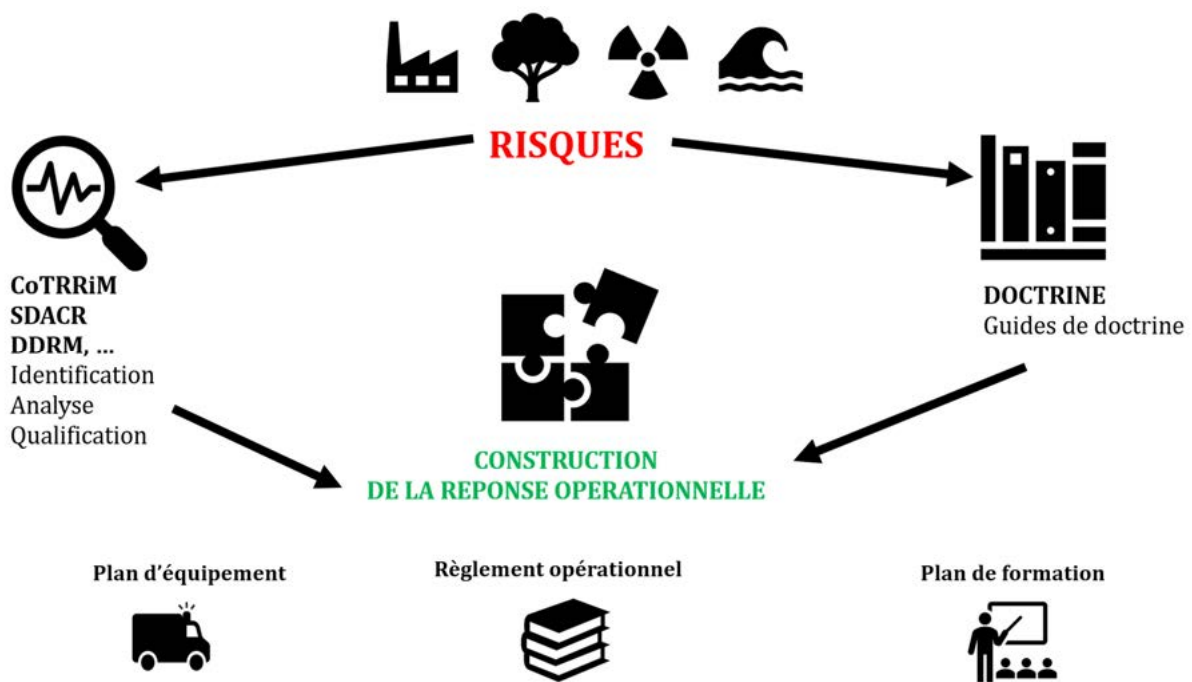 RISQUES
CoTRRiM
SDACR
DDRM, ...
Identification
Analyse
Qualification
DOCTRINE
Guides de doctrine
CONSTRUCTION
DE LA REPONSE OPERATIONNELLE
Plan d'équipement
Règlement opérationnel
Plan de formation